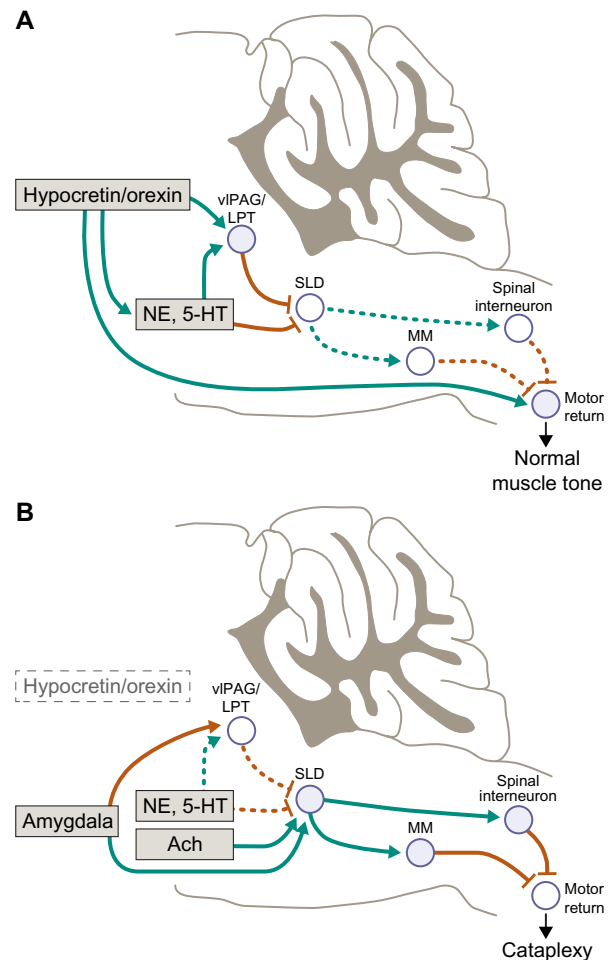 A
Hypocretin/orexin
vlPAG/
LPT
NE, 5-HT
SLD
MM
Spinal
interneuron
Motor
return
Normal
muscle tone
B
Hypocretin/orexin
vlPAG/
LPT
NE, 5-HT
Amygdala
Ach
SLD
MM
Spinal
interneuron
Motor
return
Cataplexy